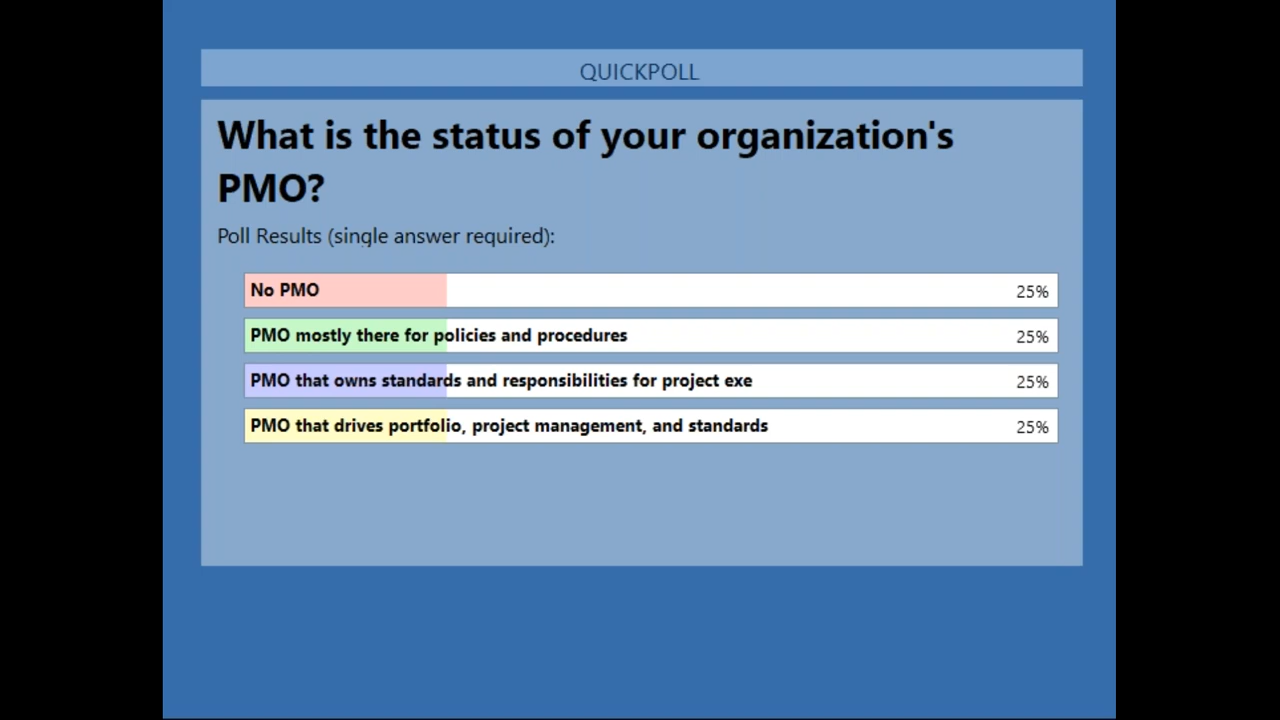 QUICKPOLL
What is the status of your organization's
PMO?
Poll Results (single answer required):
No PMO 25%
PMO mostly there for policies and procedures 25%
PMO that owns standards and responsibilities for project exe 25%
PMO that drives portfolio, project management, and standards 25%